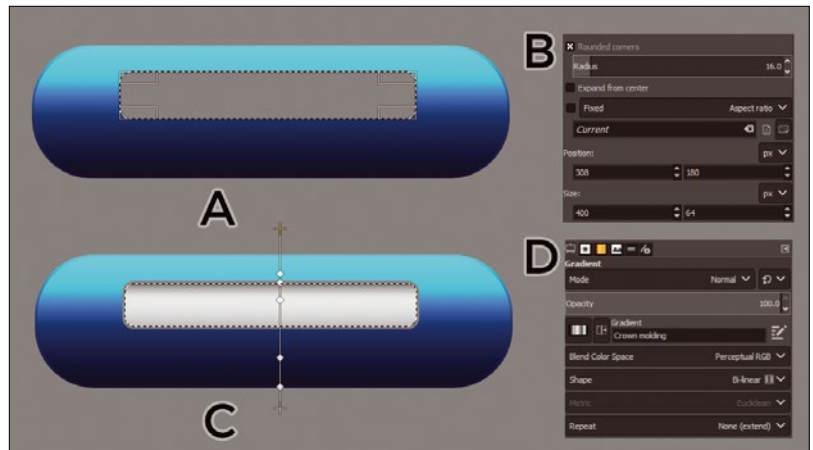 A
B
Rounded corners
Radius 16.0
Expand from center
Fixed Aspect ratio
Current
Position: px
308 180
Size: px
400 64
C
D
Gradient
Mode Normal
Opacity 100.0
Gradient
Crown molding
Blend Color Space Perceptual RGB
Shape Bi-linear
Metric Euclidean
Repeat None (extend)